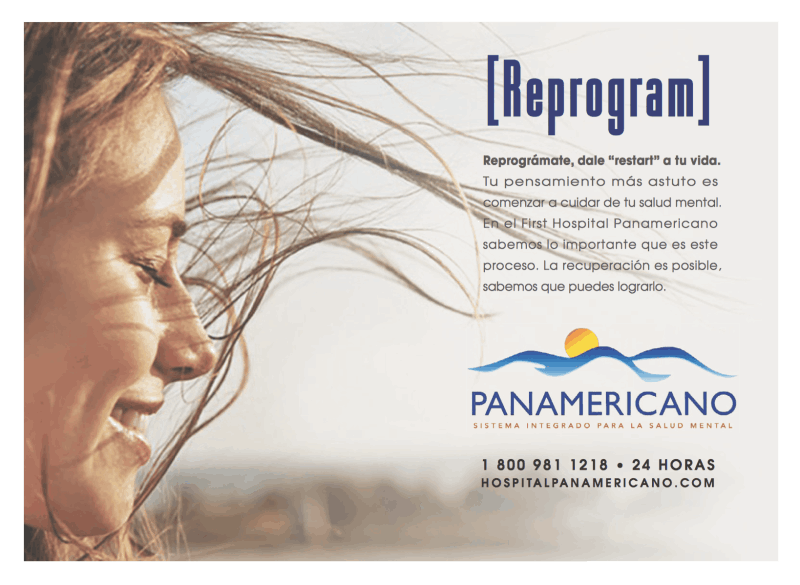 [Reprogram]
Reprográmate, dale “restart” a tu vida.
Tu pensamiento más astuto es
comenzar a cuidar de tu salud mental.
En el First Hospital Panamericano
sabemos lo importante que es este
proceso. La recuperación es posible,
sabemos que puedes lograrlo.
PANAMERICANO
SISTEMA INTEGRADO PARA LA SALUD MENTAL
1 800 981 1218 • 24 HORAS
HOSPITALPANAMERICANO.COM